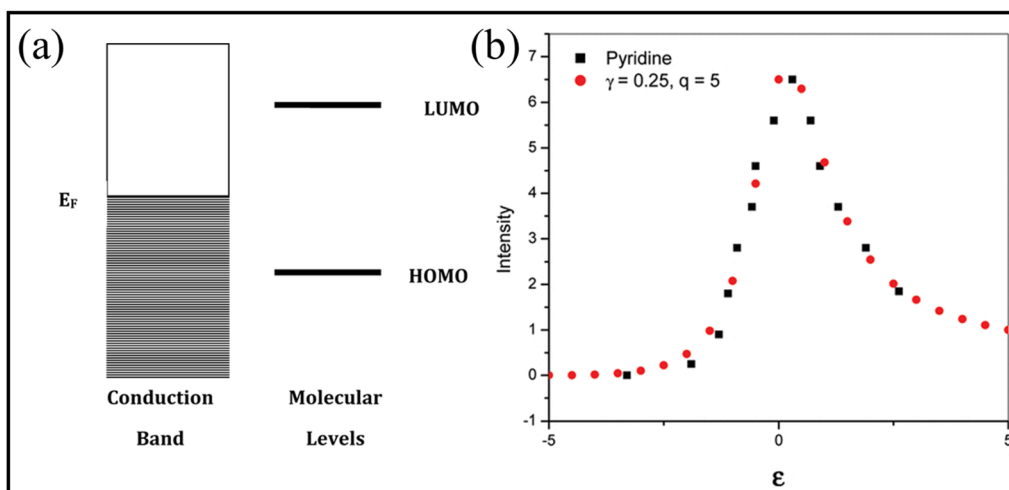 (a)
LUMO
E_F
HOMO
Conduction
Band
Molecular
Levels
(b)
Pyridine
γ = 0.25, q = 5
Intensity
7
6
5
4
3
2
1
0
-1
-5
0
5
ε